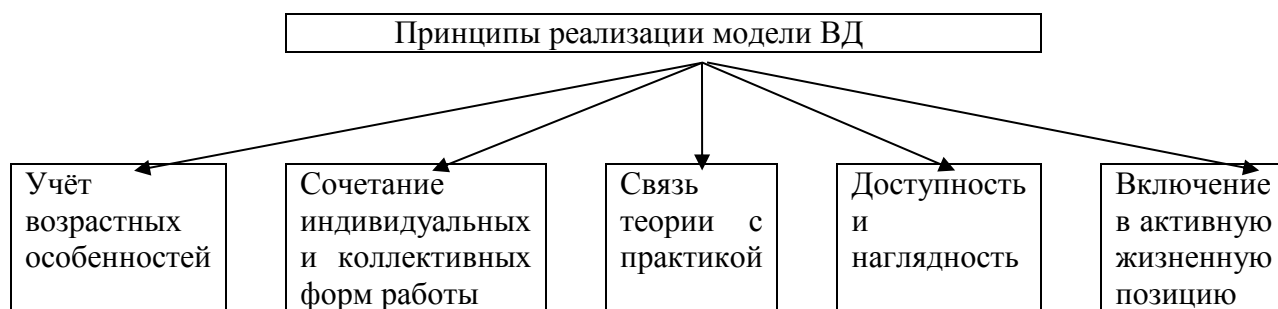 Принципы реализации модели ВД
Учёт
возрастных
особенностей
Сочетание
индивидуальных
и коллективных
форм работы
Связь
теории с
практикой
Доступность
и
наглядность
Включение
в активную
жизненную
позицию